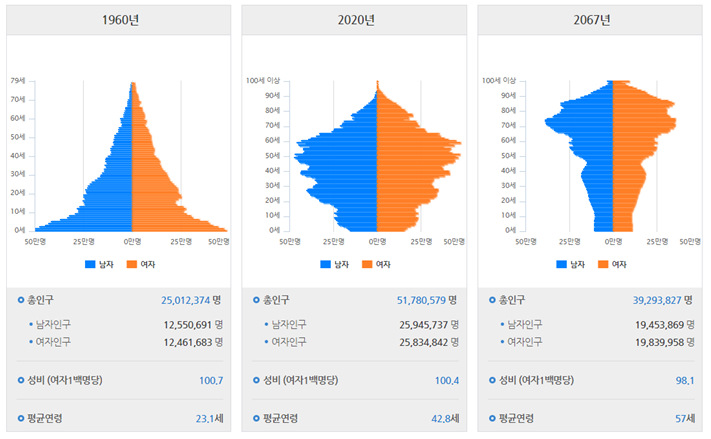 1960년
79세
70세
60세
50세
40세
30세
20세
10세
0세
50만명 25만명 0만명 25만명 50만명
남자 여자
총인구 25,012,374 명
남자인구 12,550,691 명
여자인구 12,461,683 명
성비 (여자1백명당) 100,7
평균연령 23,1세
2020년
100세 이상
90세
80세
70세
60세
50세
40세
30세
20세
10세
0세
50만명 25만명 0만명 25만명 50만명
남자 여자
총인구 51,780,579 명
남자인구 25,945,737 명
여자인구 25,834,842 명
성비 (여자1백명당) 100,4
평균연령 42,8세
2067년
100세 이상
90세
80세
70세
60세
50세
40세
30세
20세
10세
0세
50만명 25만명 0만명 25만명 50만명
남자 여자
총인구 39,293,827 명
남자인구 19,453,869 명
여자인구 19,839,958 명
성비 (여자1백명당) 98,1
평균연령 57세